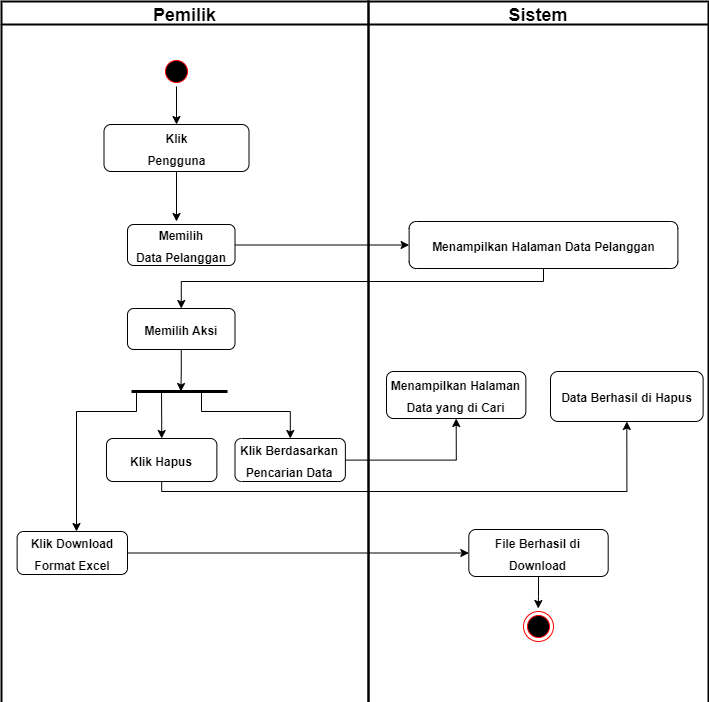 Pemilik
Sistem
Klik
Pengguna
Memilih
Data Pelanggan
Menampilkan Halaman Data Pelanggan
Memilih Aksi
Menampilkan Halaman
Data yang di Cari
Data Berhasil di Hapus
Klik Hapus
Klik Berdasarkan
Pencarian Data
Klik Download
Format Excel
File Berhasil di
Download